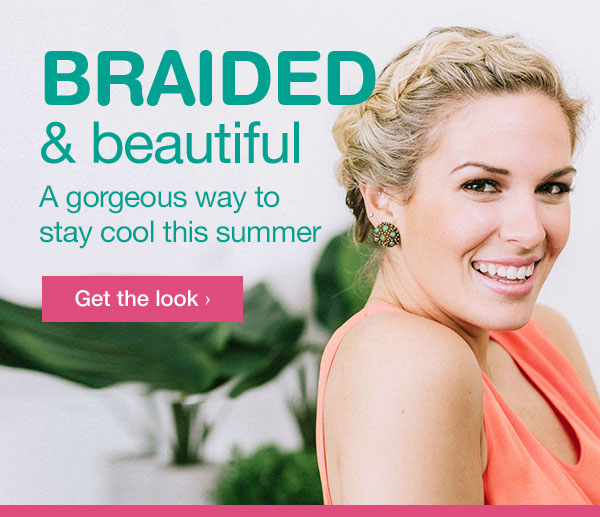 BRAIDED
& beautiful
A gorgeous way to
stay cool this summer
Get the look ›